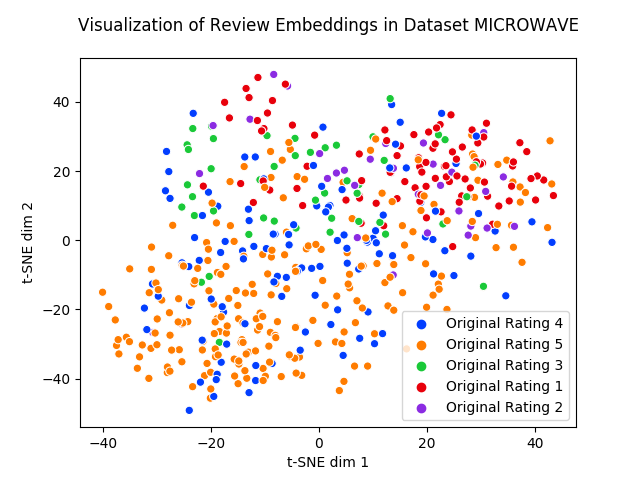 Visualization of Review Embeddings in Dataset MICROWAVE
t-SNE dim 2
40
20
0
−20
−40
−40
−20
0
20
40
t-SNE dim 1
Original Rating 4
Original Rating 5
Original Rating 3
Original Rating 1
Original Rating 2